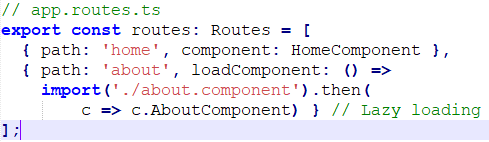 // app.routes.ts
export const routes: Routes = [
  { path: 'home', component: HomeComponent },
  { path: 'about', loadComponent: () =>
    import('./about.component').then(
        c => c.AboutComponent) } // Lazy loading
];